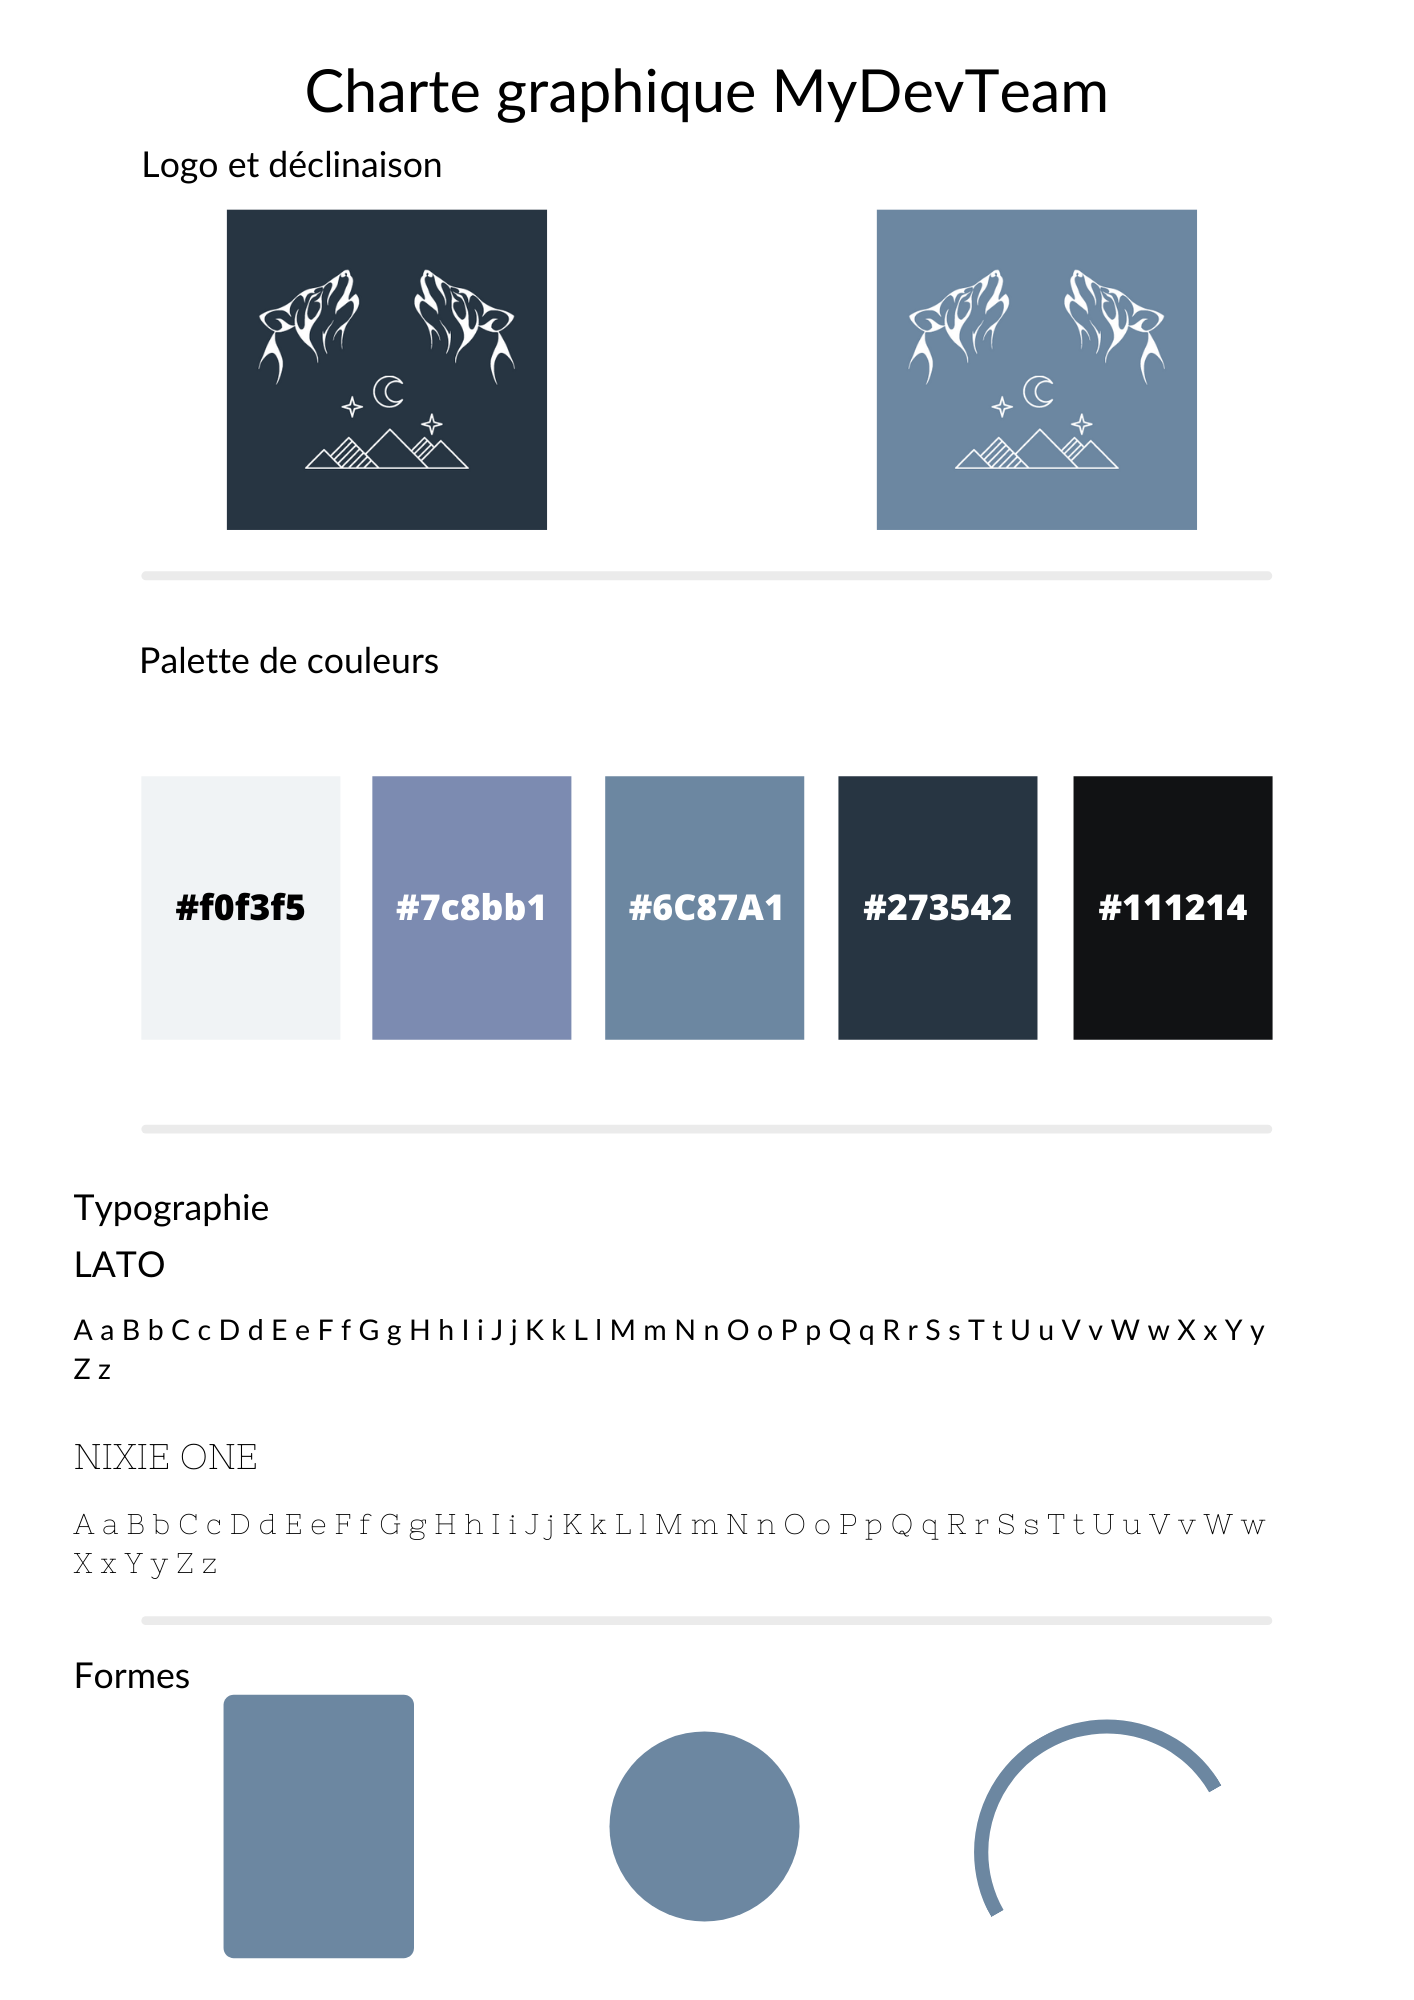 Charte graphique MyDevTeam
Logo et déclinaison
Palette de couleurs
#f0f3f5 #7c8bb1 #6C87A1 #273542 #111214
Typographie
LATO
A a B b C c D d E e F f G g H h I i J j K k L l M m N n O o P p Q q R r S s T t U u V v W w X x Y y
Z z
NIXIE ONE
A a B b C c D d E e F f G g H h I i J j K k L l M m N n O o P p Q q R r S s T t U u V v W w
X x Y y Z z
Formes